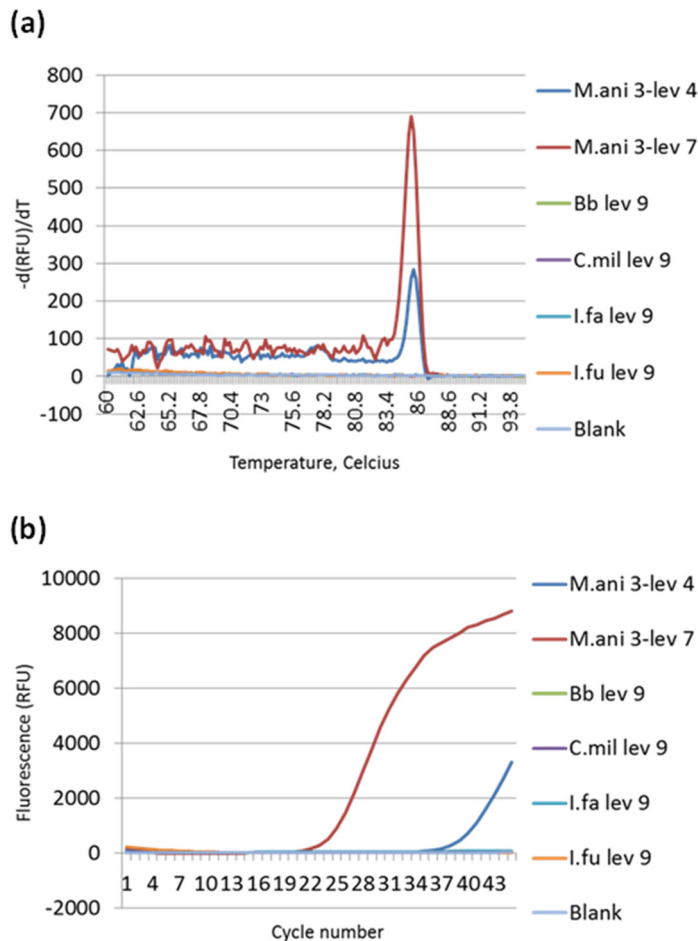 (a)
800
700
600
500
400
300
200
100
0
-100
-d(RFU)/dT
60 62.6 65.2 67.8 70.4 73 75.6 78.2 80.8 83.4 86 88.6 91.2 93.8
Temperature, Celcius
M.ani 3-lev 4
M.ani 3-lev 7
Bb lev 9
C.mil lev 9
I.fa lev 9
I.fu lev 9
Blank
(b)
10000
8000
6000
4000
2000
0
-2000
Fluorescence (RFU)
1 4 7 10 13 16 19 22 25 28 31 34 37 40 43
Cycle number
M.ani 3-lev 4
M.ani 3-lev 7
Bb lev 9
C.mil lev 9
I.fa lev 9
I.fu lev 9
Blank